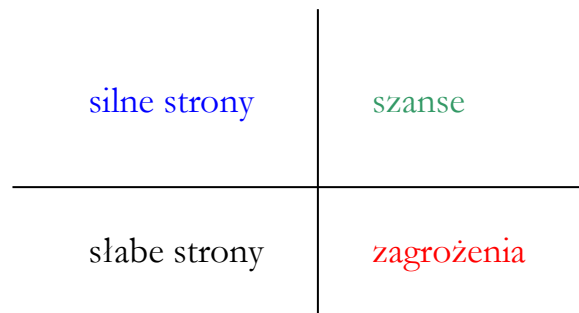 silne strony
szanse
słabe strony
zagrożenia